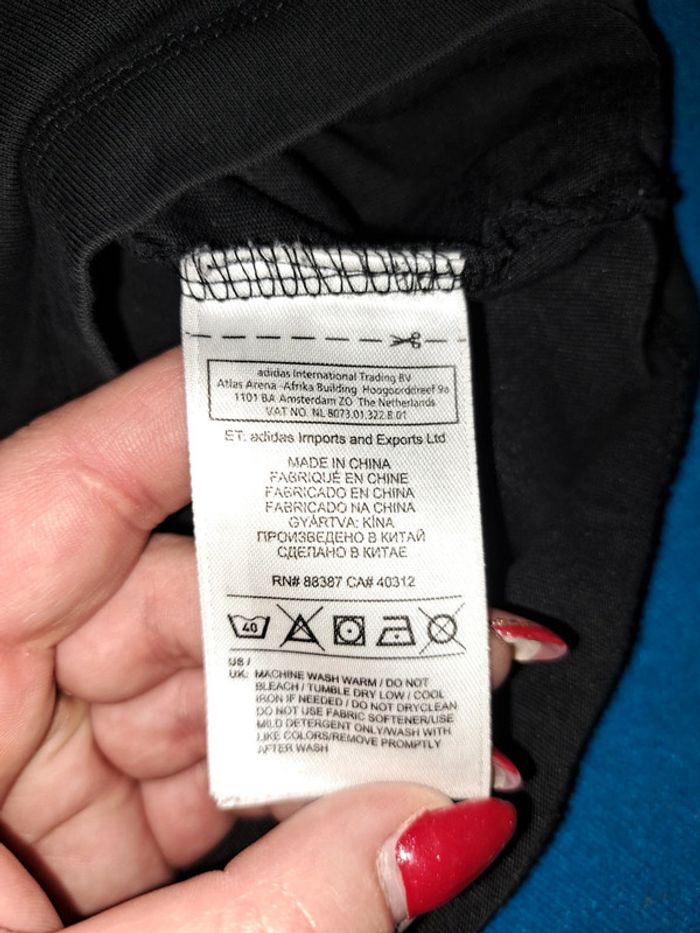 adidas International Trading BV
Atlas Arena -Afrika Building Hoogoorddreef 9a
1101 BA Amsterdam ZO The Netherlands
VAT NO. NL 8073.01.322.B.01
ET: adidas Imports and Exports Ltd
MADE IN CHINA
FABRIQUÉ EN CHINE
FABRICADO EN CHINA
FABRICADO NA CHINA
GYÁRTVA: KÍNA
ПРОИЗВЕДЕНО В КИТАЙ
СДЕЛАНО В КИТАЕ
RN# 88387 CA# 40312
40
US /
UK: MACHINE WASH WARM / DO NOT
BLEACH / TUMBLE DRY LOW / COOL
IRON IF NEEDED / DO NOT DRYCLEAN
DO NOT USE FABRIC SOFTENER/USE
MILD DETERGENT ONLY/WASH WITH
LIKE COLORS/REMOVE PROMPTLY
AFTER WASH